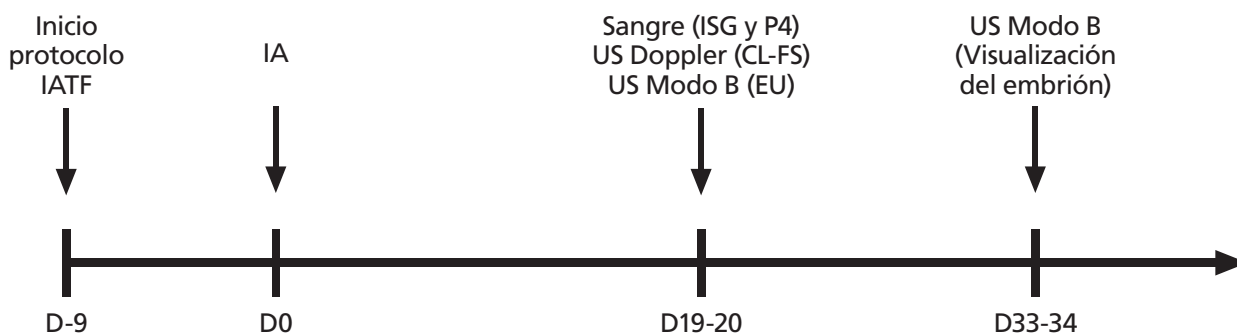 Inicio
protocolo
IATF
IA
Sangre (ISG y P4)
US Doppler (CL-FS)
US Modo B (EU)
US Modo B
(Visualización
del embrión)
D-9
D0
D19-20
D33-34